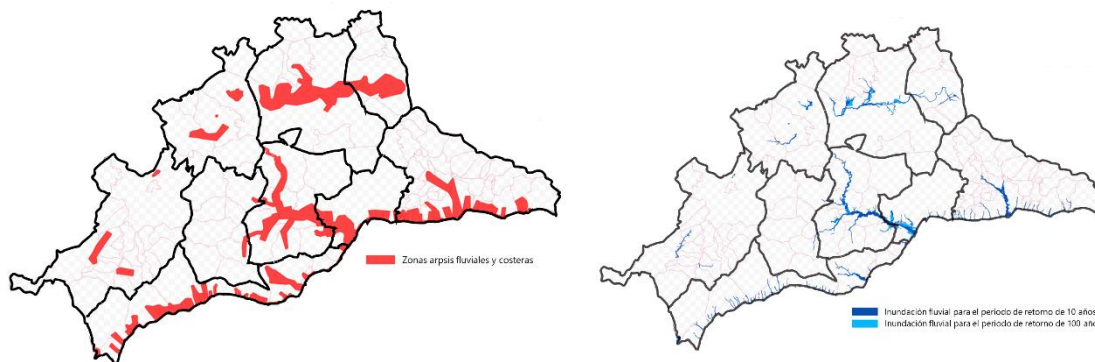 Zonas arpsis fluviales y costeras
Inundación fluvial para el periodo de retorno de 10 años
Inundación fluvial para el periodo de retorno de 100 año